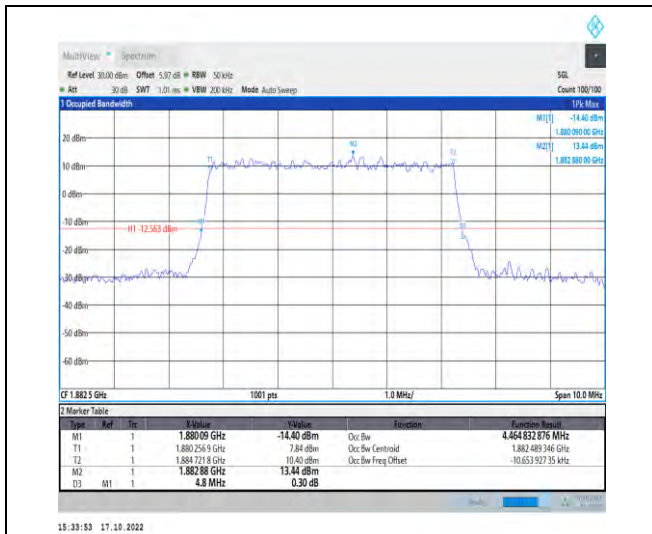 MultiView Spectrum
Ref Level 30.00 dBm Offset 5.97 dB RBW 50 kHz SGL
Att 30 dB SWT 1.01 ms VBW 200 kHz Mode Auto Sweep Count 100/100
1 Occupied Bandwidth 1Pk Max
M1[1] -14.40 dBm
1.880 090 00 GHz
M2[1] 13.44 dBm
1.882 880 00 GHz
20 dBm
M2
T1 T2
10 dBm
0 dBm
-10 dBm
H1 -12.563 dBm
-20 dBm
-30 dBm
-40 dBm
-50 dBm
-60 dBm
CF 1.882 5 GHz 1001 pts 1.0 MHz/ Span 10.0 MHz
2 Marker Table
Type Ref Trc X-Value Y-Value Function Function Result
M1 1 1.88009 GHz -14.40 dBm Occ Bw 4.464 832 876 MHz
T1 1 1.880 256 9 GHz 7.84 dBm Occ Bw Centroid 1.882 489 346 GHz
T2 1 1.884 721 8 GHz 10.40 dBm Occ Bw Freq Offset -10.653 927 35 kHz
M2 1 1.882 88 GHz 13.44 dBm
D3 M1 1 4.8 MHz 0.30 dB
15:33:53 17.10.2022